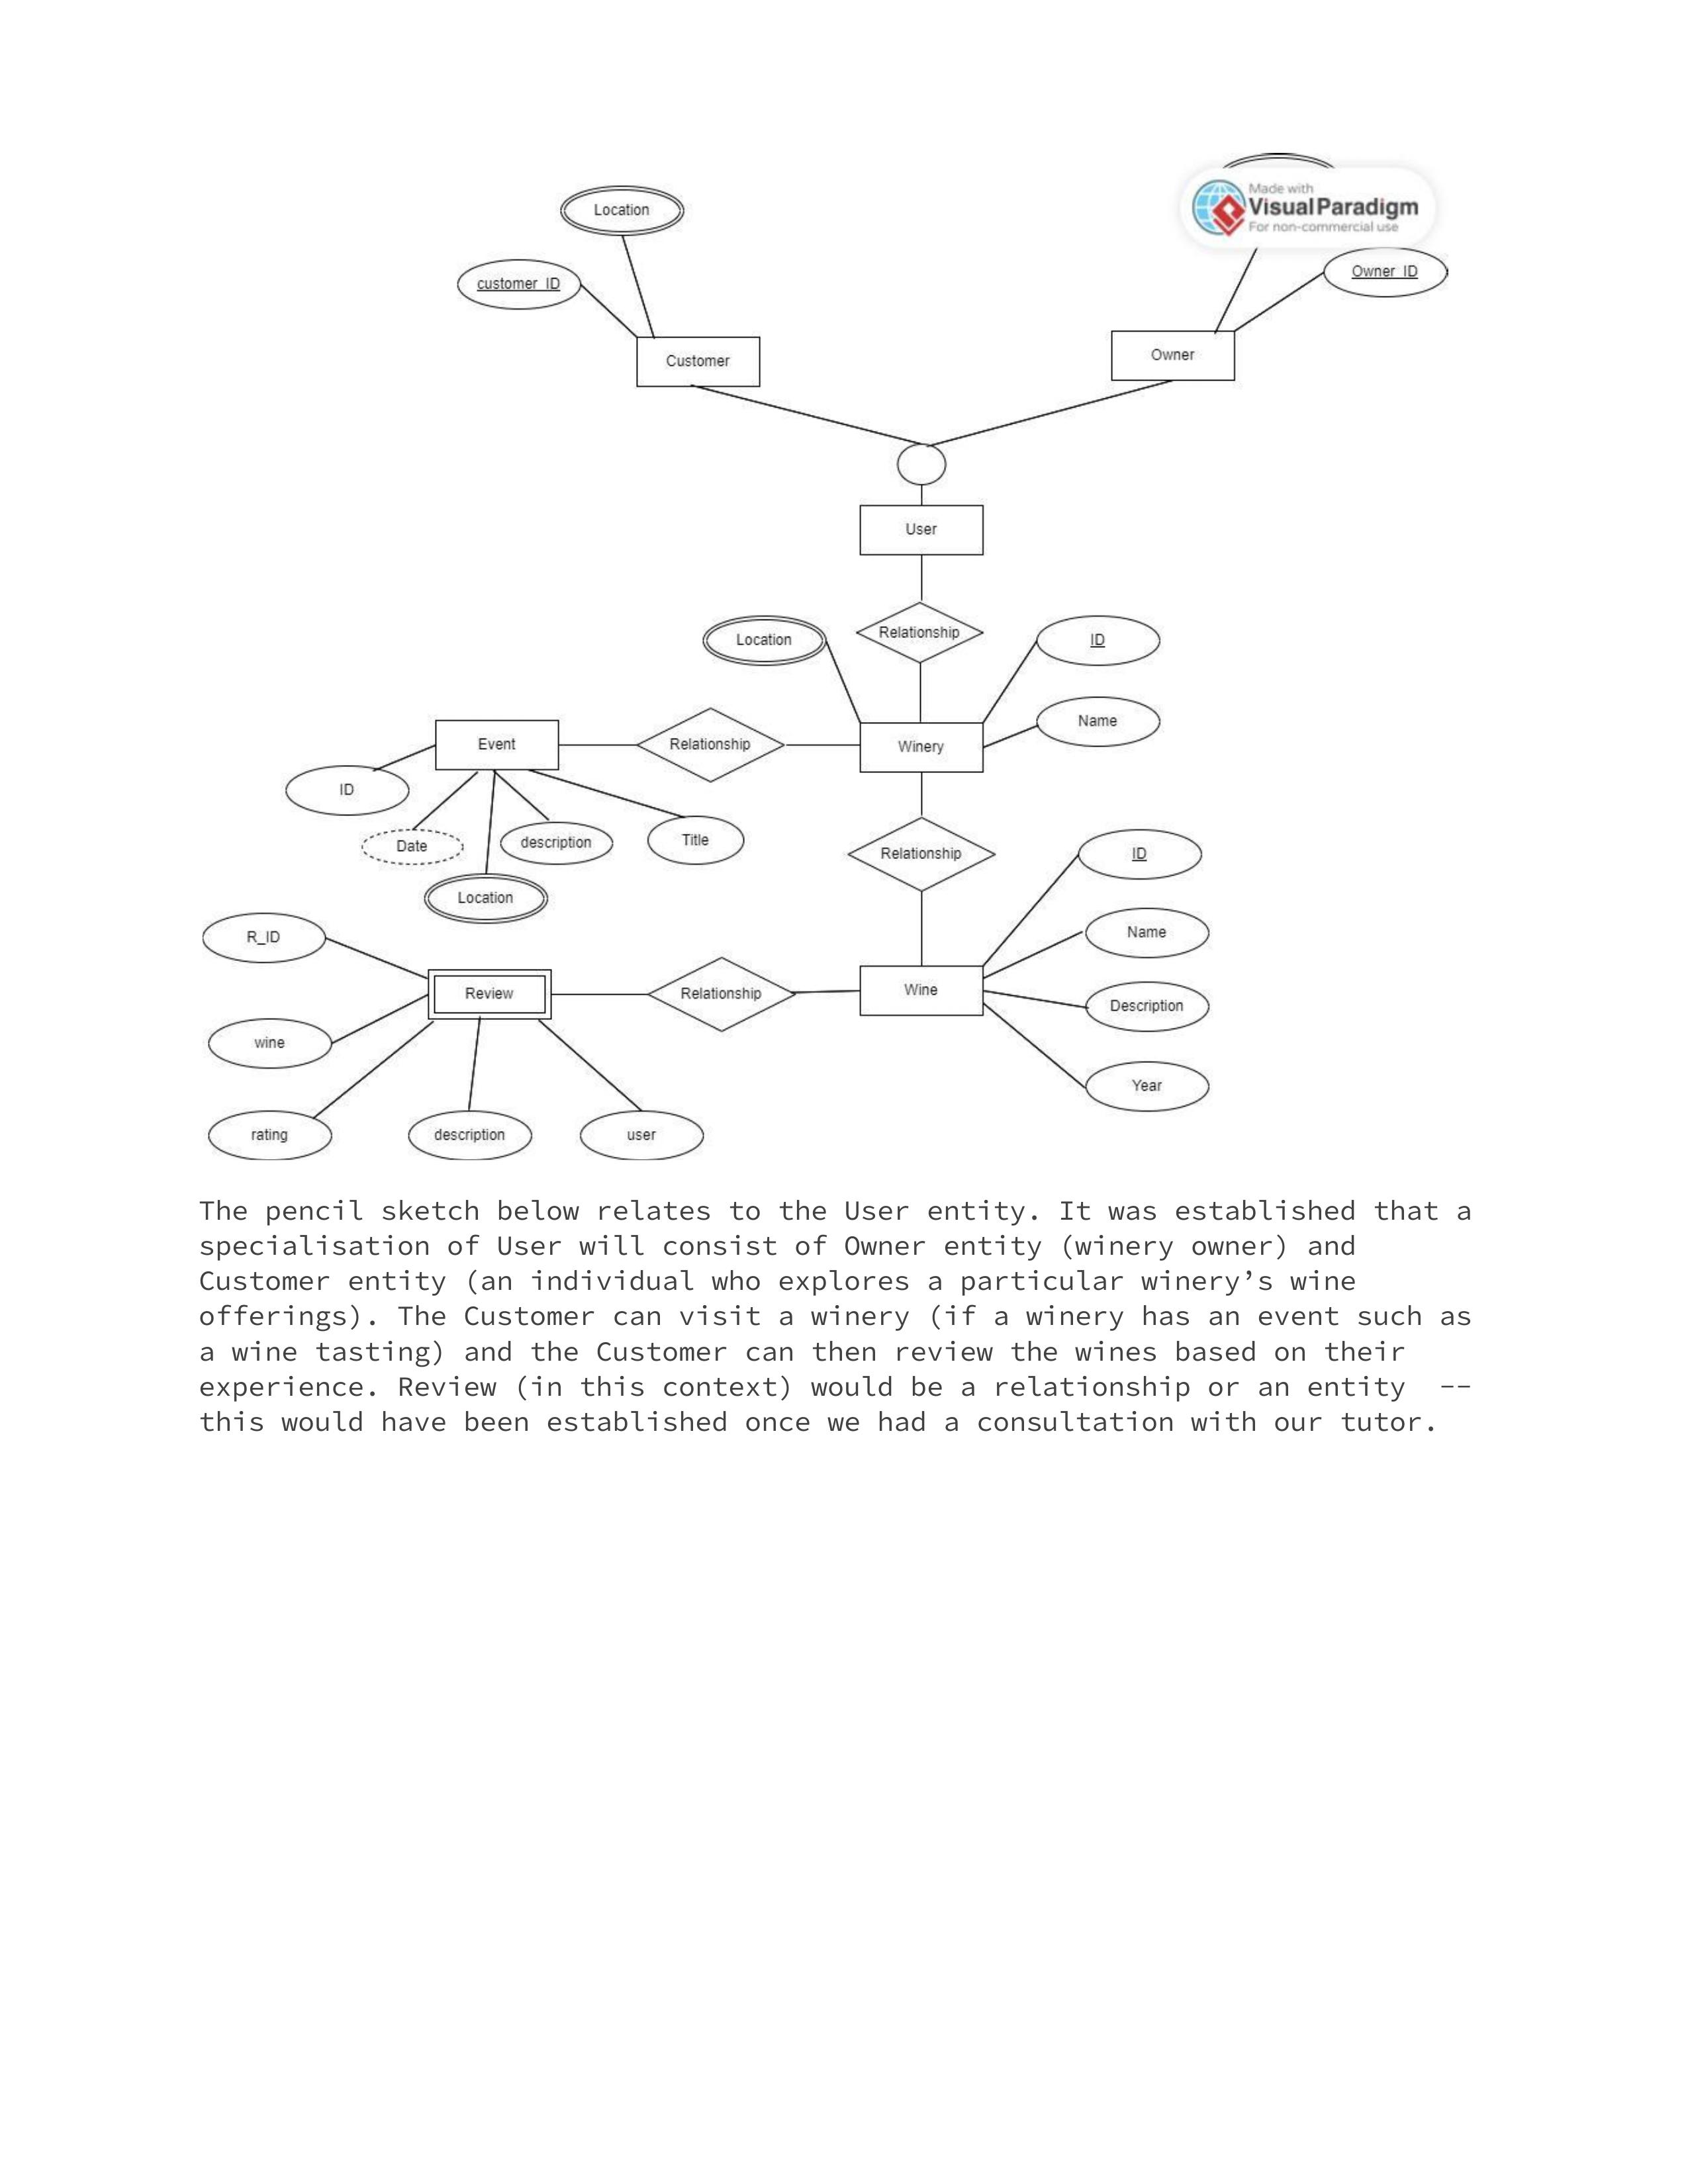 Made with
Visual Paradigm
For non-commercial use
Location
customer_ID
Owner_ID
Customer
Owner
User
Relationship
Location
ID
Name
Event
Relationship
Winery
ID
Date
description
Title
Location
Relationship
ID
Name
R_ID
Review
Relationship
Wine
Description
wine
Year
rating
description
user
The pencil sketch below relates to the User entity. It was established that a
specialisation of User will consist of Owner entity (winery owner) and
Customer entity (an individual who explores a particular winery’s wine
offerings). The Customer can visit a winery (if a winery has an event such as
a wine tasting) and the Customer can then review the wines based on their
experience. Review (in this context) would be a relationship or an entity  --
this would have been established once we had a consultation with our tutor.